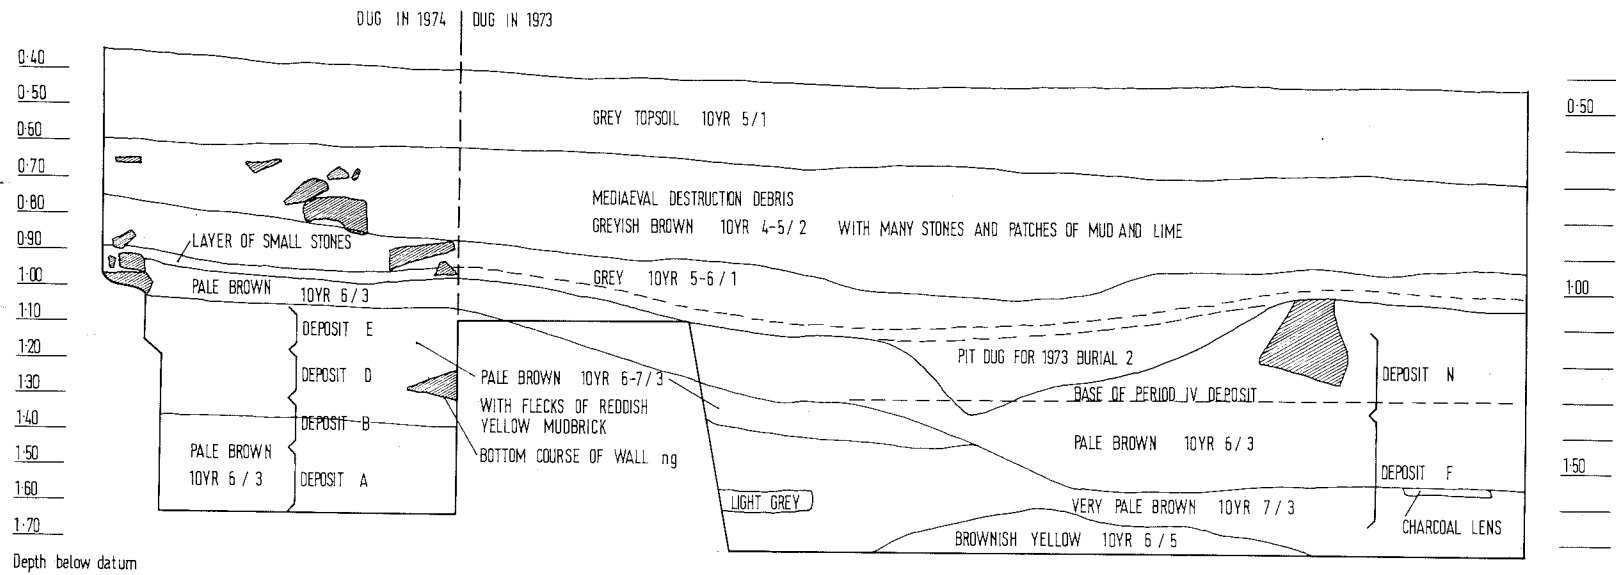 DUG IN 1974
DUG IN 1973
0·40
0·50
0·60
0·70
0·80
0·90
1·00
1·10
1·20
1·30
1·40
1·50
1·60
1·70
Depth below datum
0·50
1·00
1·50
GREY TOPSOIL 10YR 5/1
MEDIAEVAL DESTRUCTION DEBRIS
GREYISH BROWN 10YR 4-5/2 WITH MANY STONES AND PATCHES OF MUD AND LIME
LAYER OF SMALL STONES
GREY 10YR 5-6/1
PALE BROWN 10YR 6/3
DEPOSIT E
DEPOSIT D
DEPOSIT B
DEPOSIT A
PALE BROWN
10YR 6/3
PALE BROWN 10YR 6-7/3
WITH FLECKS OF REDDISH
YELLOW MUDBRICK
BOTTOM COURSE OF WALL ng
PIT DUG FOR 1973 BURIAL 2
BASE OF PERIOD IV DEPOSIT
PALE BROWN 10YR 6/3
DEPOSIT N
DEPOSIT F
LIGHT GREY
VERY PALE BROWN 10YR 7/3
BROWNISH YELLOW 10YR 6/5
CHARCOAL LENS